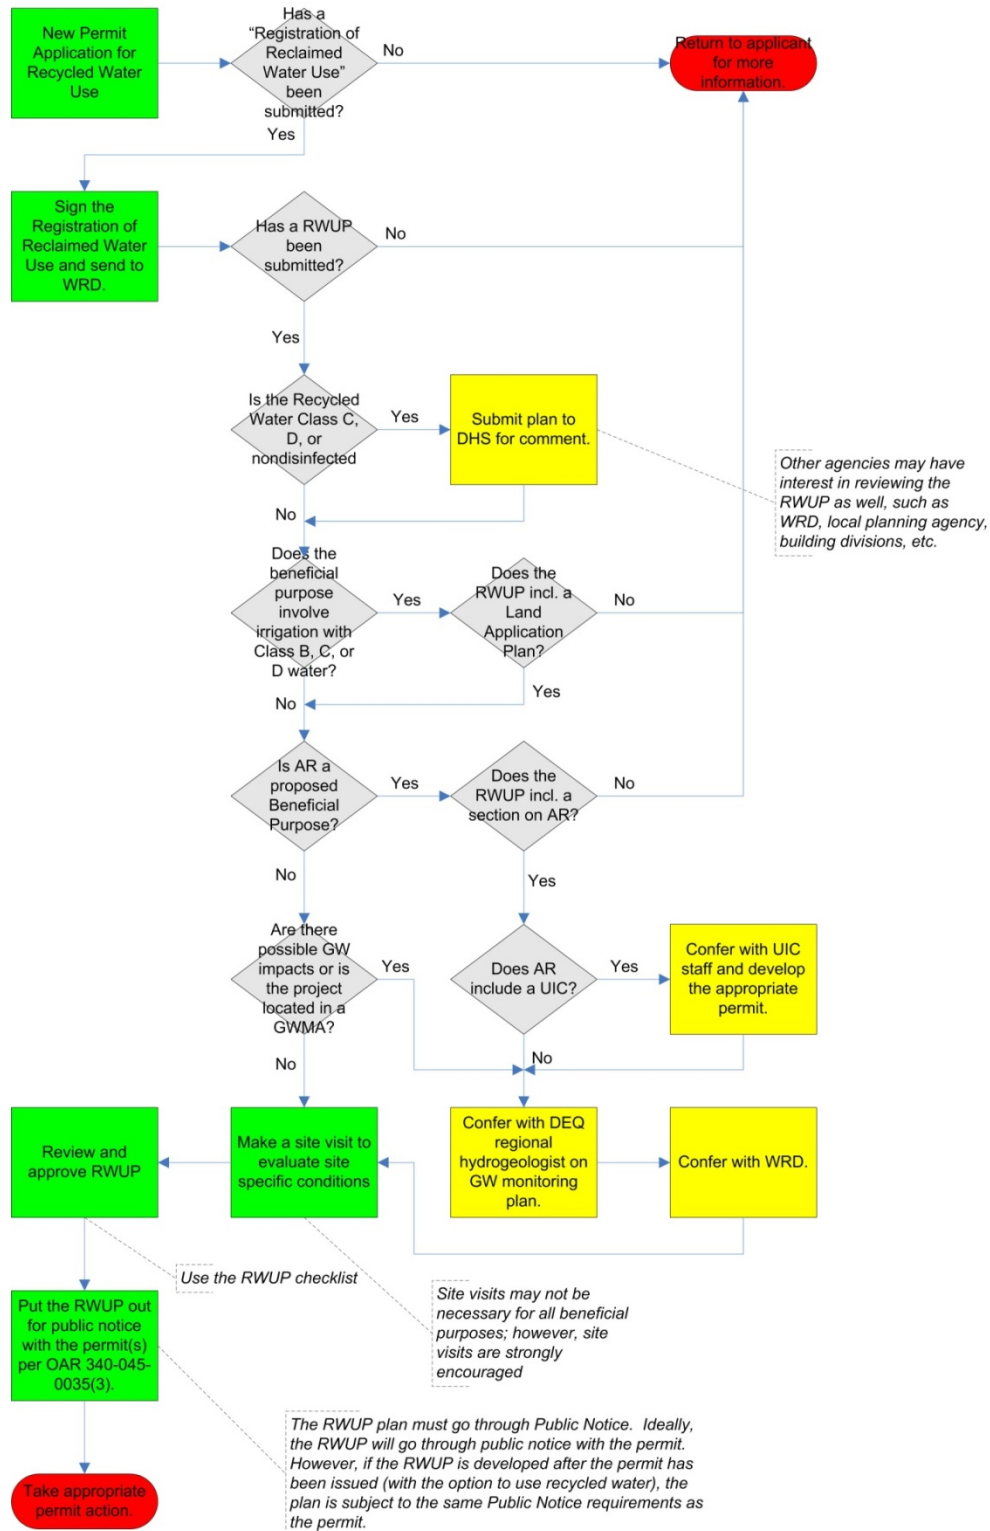 New Permit
Application for
Recycled Water
Use
Has a
“Registration of
Reclaimed
Water Use”
been
submitted?
No
Return to applicant
for more
information.
Yes
Sign the
Registration of
Reclaimed Water
Use and send to
WRD.
Has a RWUP
been
submitted?
No
Yes
Is the Recycled
Water Class C,
D, or
nondisinfected
Yes
Submit plan to
DHS for comment.
Other agencies may have
interest in reviewing the
RWUP as well, such as
WRD, local planning agency,
building divisions, etc.
No
Does the
beneficial
purpose
involve
irrigation with
Class B, C, or
D water?
Yes
Does the
RWUP incl. a
Land
Application
Plan?
No
Yes
No
Is AR a
proposed
Beneficial
Purpose?
Yes
Does the
RWUP incl. a
section on AR?
No
No
Yes
Are there
possible GW
impacts or is
the project
located in a
GWMA?
Yes
Does AR
include a UIC?
Yes
Confer with UIC
staff and develop
the appropriate
permit.
No
No
Review and
approve RWUP
Make a site visit to
evaluate site
specific conditions
Confer with DEQ
regional
hydrogeologist on
GW monitoring
plan.
Confer with WRD.
Use the RWUP checklist
Site visits may not be
necessary for all beneficial
purposes; however, site
visits are strongly
encouraged
Put the RWUP out
for public notice
with the permit(s)
per OAR 340-045-
0035(3).
The RWUP plan must go through Public Notice.  Ideally,
the RWUP will go through public notice with the permit.
However, if the RWUP is developed after the permit has
been issued (with the option to use recycled water), the
plan is subject to the same Public Notice requirements as
the permit.
Take appropriate
permit action.